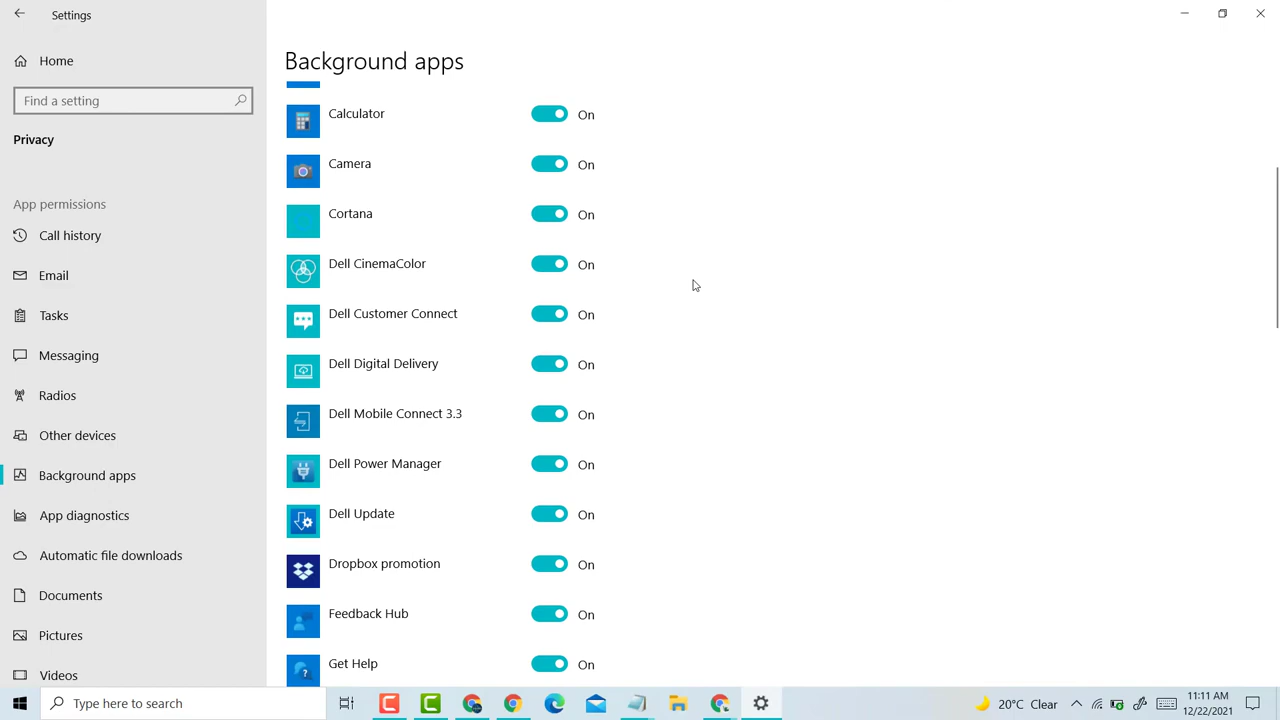 Settings
Home
Find a setting
Privacy
App permissions
Call history
Email
Tasks
Messaging
Radios
Other devices
Background apps
App diagnostics
Automatic file downloads
Documents
Pictures
Videos
Background apps
Calculator On
Camera On
Cortana On
Dell CinemaColor On
Dell Customer Connect On
Dell Digital Delivery On
Dell Mobile Connect 3.3 On
Dell Power Manager On
Dell Update On
Dropbox promotion On
Feedback Hub On
Get Help On
Type here to search
20°C Clear
11:11 AM
12/22/2021